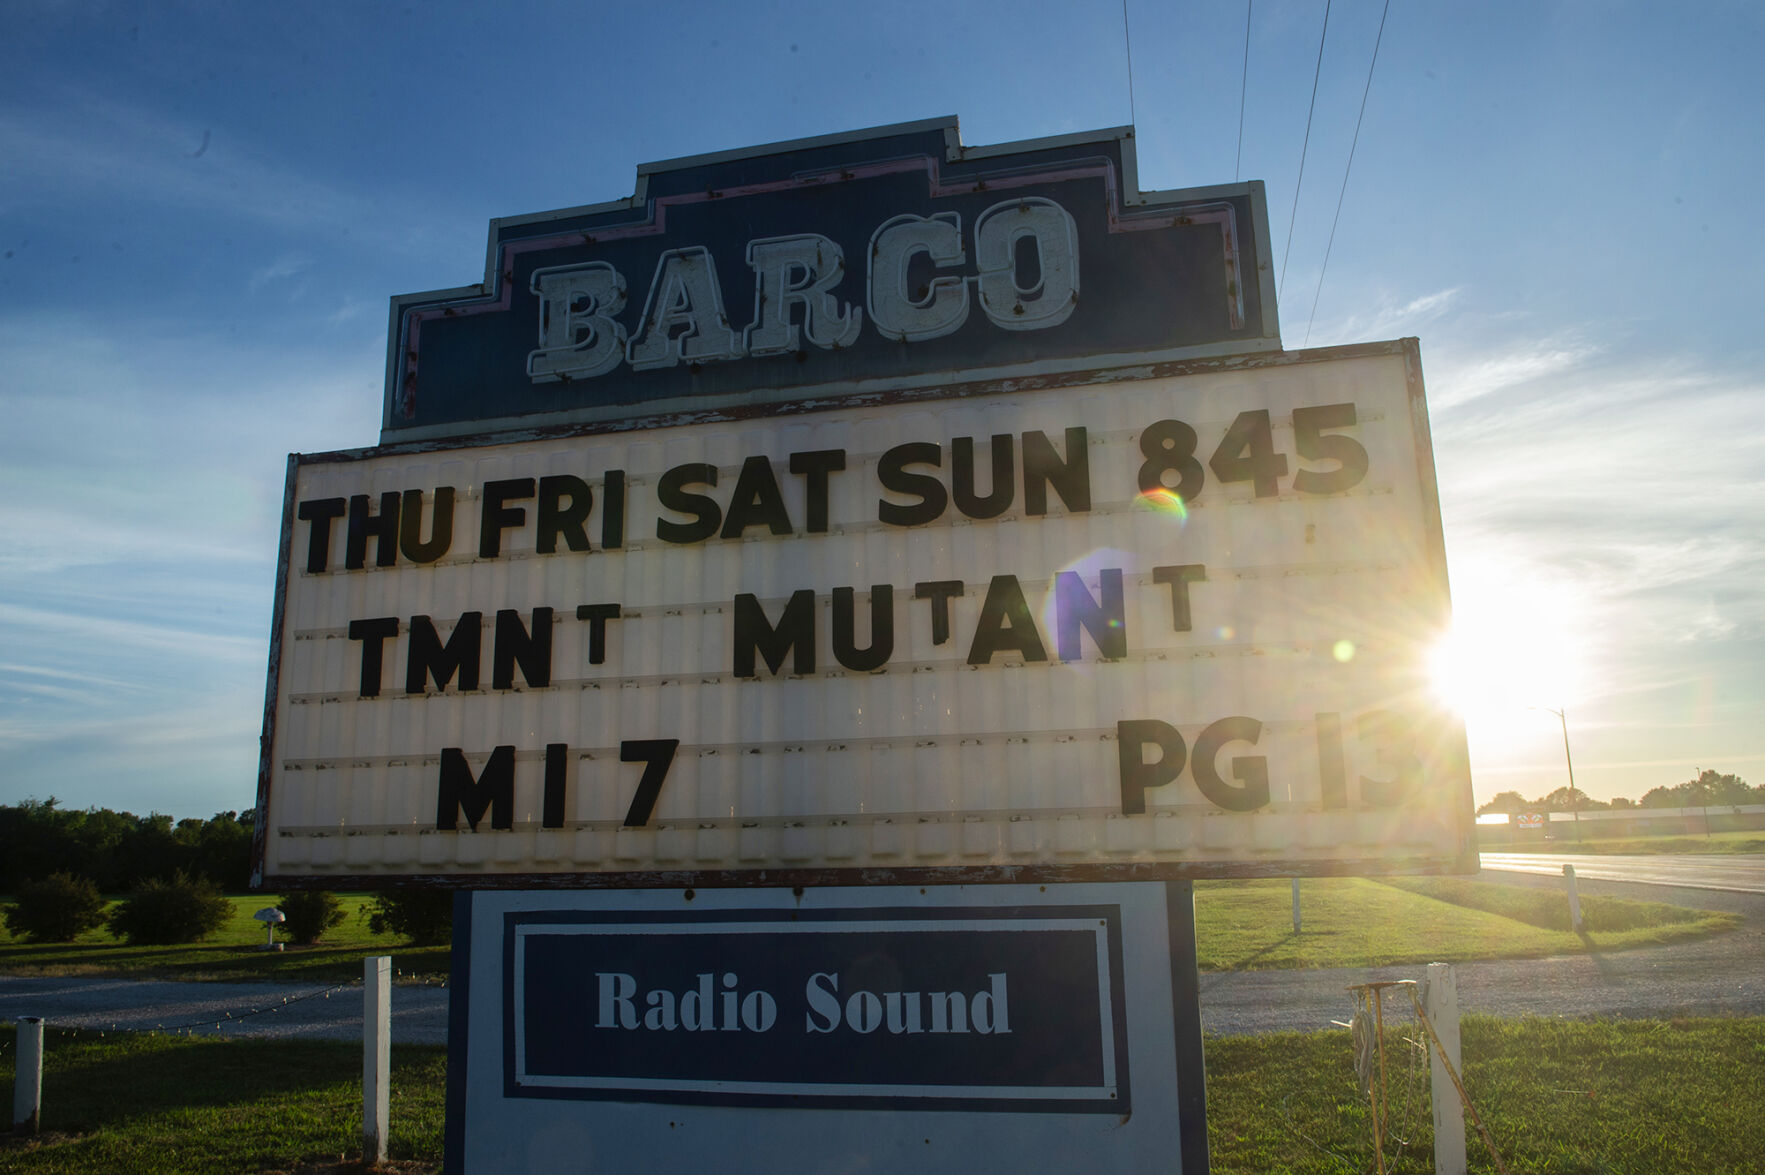 BARCO
THU FRI SAT SUN 845
TMNT MUTANT
MI 7 PG 13
Radio Sound